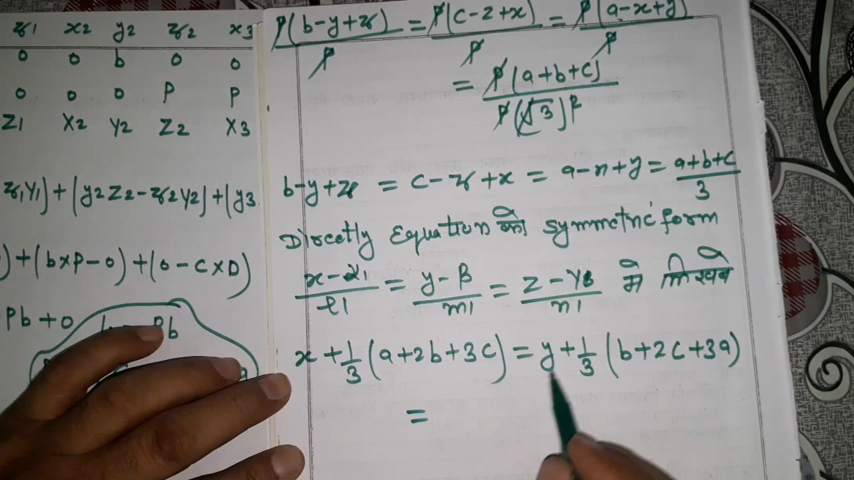 z1 x2 y2 z2 x3
0 0 b 0 0
0 0 0 P P
Z1 X2 Y2 Z2 X3
z1Y1) + (y2Z2 - z2Y2) + (y3
) + (b×P - 0) + (0 - C×D)
Pb + 0
Pb
P(b-y+z)/P = P(c-z+x)/P = P(a-x+y)/P
= P(a+b+c)/P(√3)²
b-y+z = c-z+x = a-n+y = a+b+c/3
Directly Equation को symmetric form
x-α1/l1 = y-β/m1 = z-γ/n1 मे लिखने
x + 1/3 (a+2b+3c) = y + 1/3 (b+2c+3a)
=